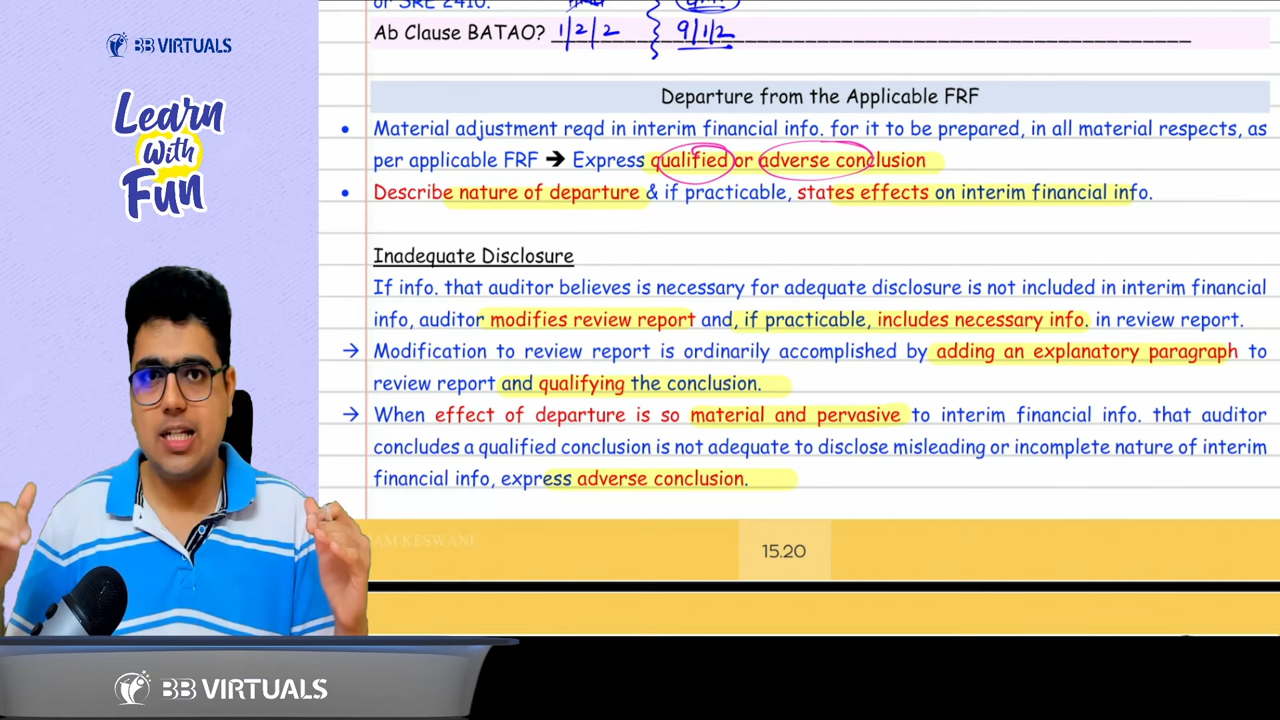 BB VIRTUALS
Learn
With
Fun
or SRE 2410.
Ab Clause BATAO? 1/2/2 9/1/2
Departure from the Applicable FRF
• Material adjustment reqd in interim financial info. for it to be prepared, in all material respects, as
per applicable FRF ➔ Express qualified or adverse conclusion
• Describe nature of departure & if practicable, states effects on interim financial info.
Inadequate Disclosure
If info. that auditor believes is necessary for adequate disclosure is not included in interim financial
info, auditor modifies review report and, if practicable, includes necessary info. in review report.
→ Modification to review report is ordinarily accomplished by adding an explanatory paragraph to
review report and qualifying the conclusion.
→ When effect of departure is so material and pervasive to interim financial info. that auditor
concludes a qualified conclusion is not adequate to disclose misleading or incomplete nature of interim
financial info, express adverse conclusion.
KESWANI
15.20
BB VIRTUALS